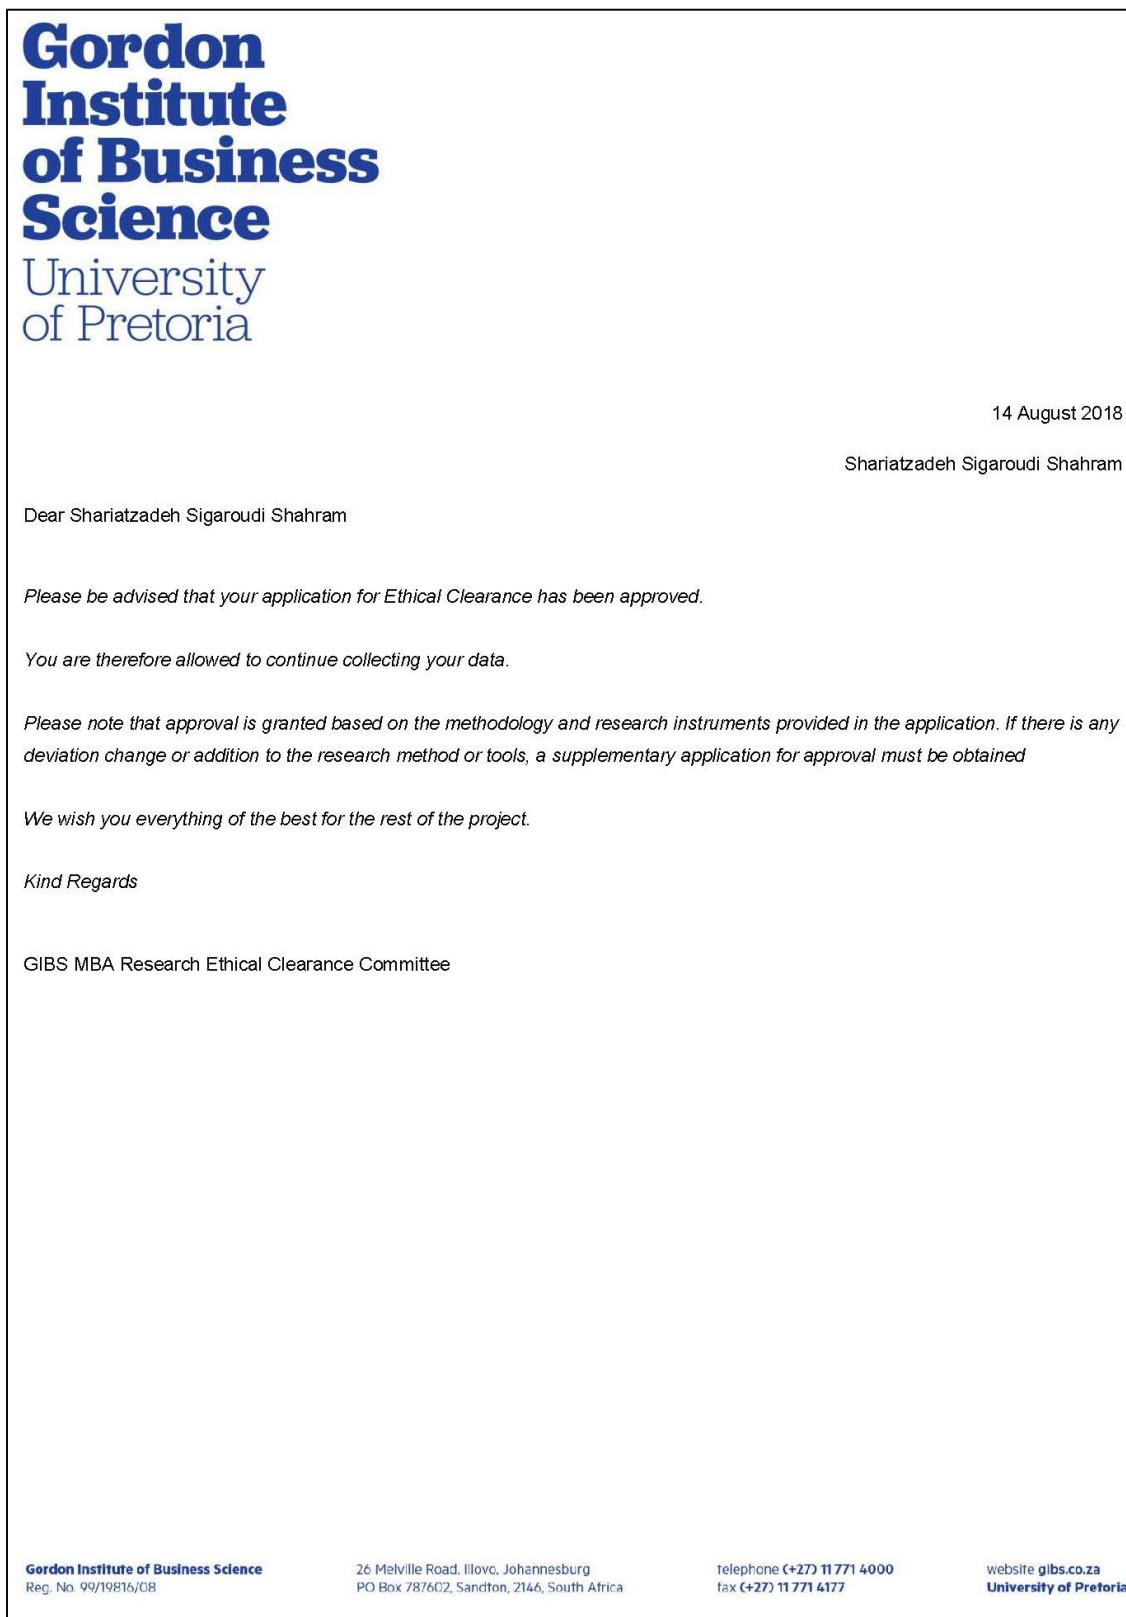 Gordon
Institute
of Business
Science
University
of Pretoria
14 August 2018
Shariatzadeh Sigaroudi Shahram
Dear Shariatzadeh Sigaroudi Shahram
Please be advised that your application for Ethical Clearance has been approved.
You are therefore allowed to continue collecting your data.
Please note that approval is granted based on the methodology and research instruments provided in the application. If there is any
deviation change or addition to the research method or tools, a supplementary application for approval must be obtained
We wish you everything of the best for the rest of the project.
Kind Regards
GIBS MBA Research Ethical Clearance Committee
Gordon Institute of Business Science
Reg. No. 99/19816/08
26 Melville Road, Illovo, Johannesburg
PO Box 787602, Sandton, 2146, South Africa
telephone (+27) 11 771 4000
fax (+27) 11 771 4177
website gibs.co.za
University of Pretoria